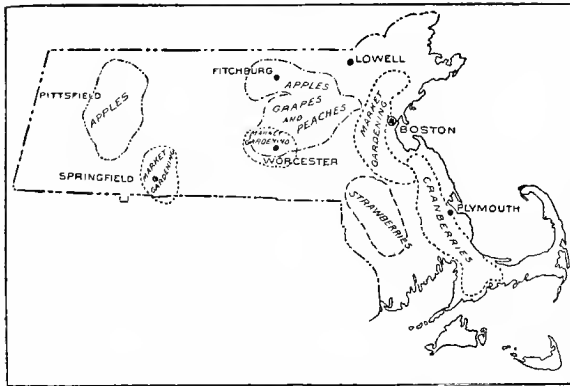 LOWELL
FITCHBURG
APPLES
PITTSFIELD
APPLES
GRAPES
AND
PEACHES
MARKET
GARDENING
BOSTON
MARKET
GARDENING
WORCESTER
SPRINGFIELD
MARKET
GARDENING
STRAWBERRIES
CRANBERRIES
PLYMOUTH